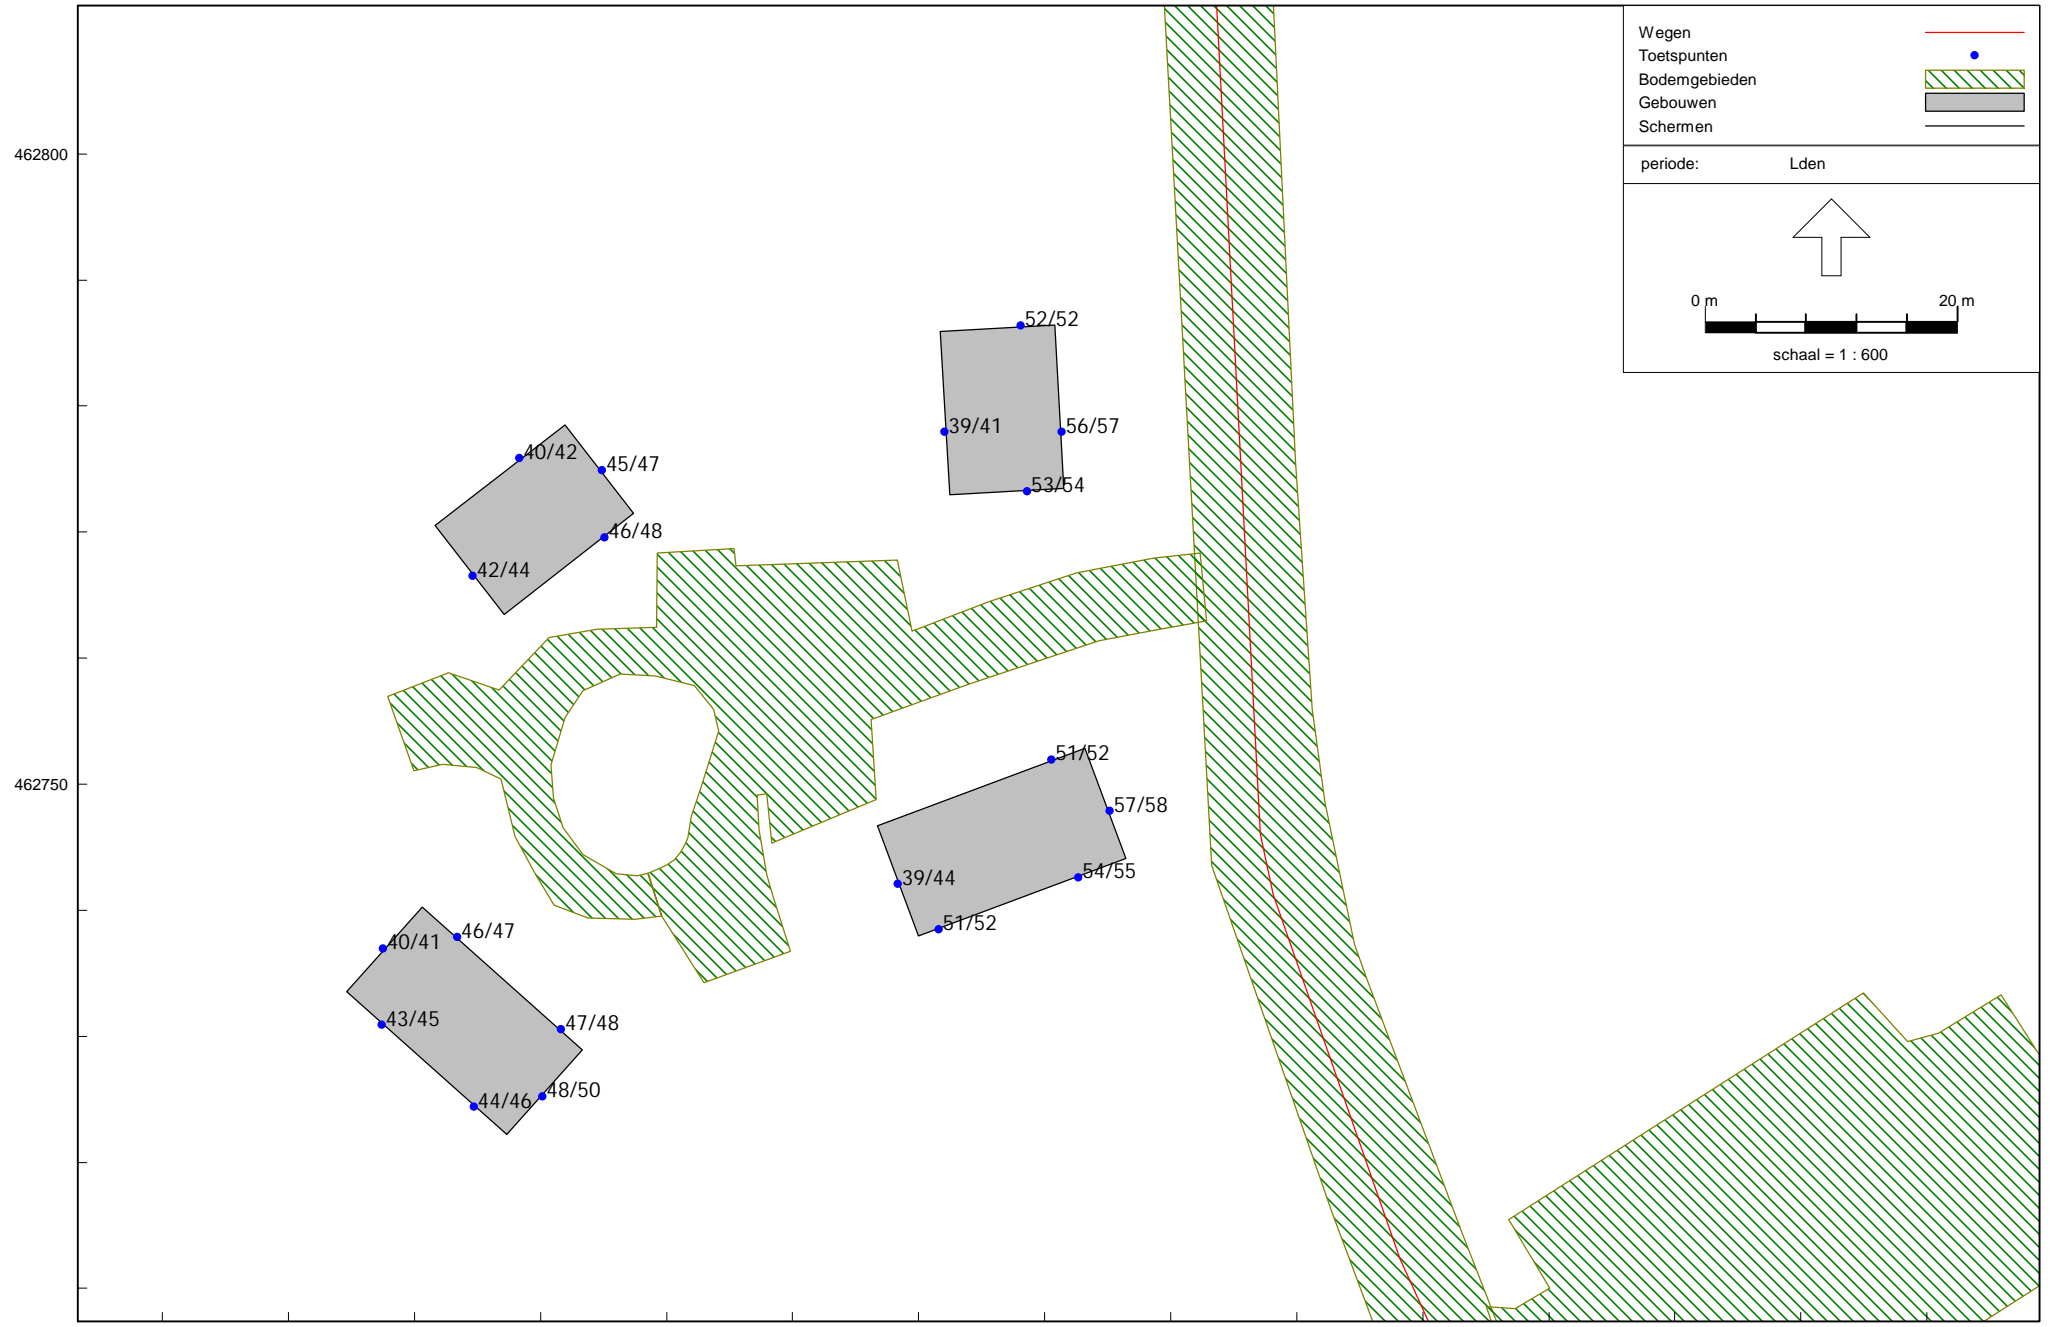 Wegen
Toetspunten
Bodemgebieden
Gebouwen
Schermen
periode: Lden
0 m 20 m
schaal = 1 : 600
462800
52/52
39/41 56/57
40/42 45/47
53/54
46/48
42/44
462750
51/52
57/58
54/55
39/44
51/52
46/47
40/41
43/45 47/48
48/50
44/46